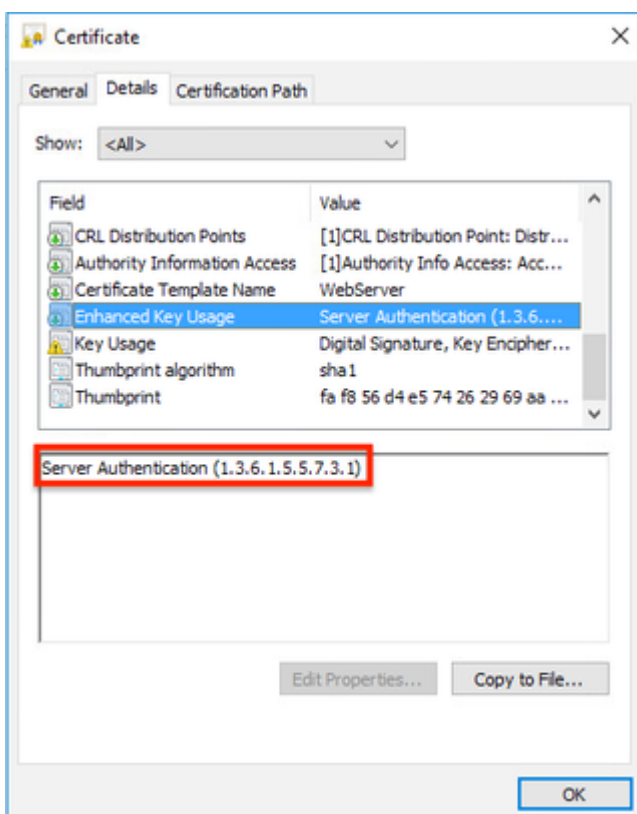 Certificate
General Details Certification Path
Show: <All>
Field Value
CRL Distribution Points [1]CRL Distribution Point: Distr...
Authority Information Access [1]Authority Info Access: Acc...
Certificate Template Name WebServer
Enhanced Key Usage Server Authentication (1.3.6....
Key Usage Digital Signature, Key Encipher...
Thumbprint algorithm sha1
Thumbprint fa f8 56 d4 e5 74 26 29 69 aa ...
Server Authentication (1.3.6.1.5.5.7.3.1)
Edit Properties... Copy to File...
OK